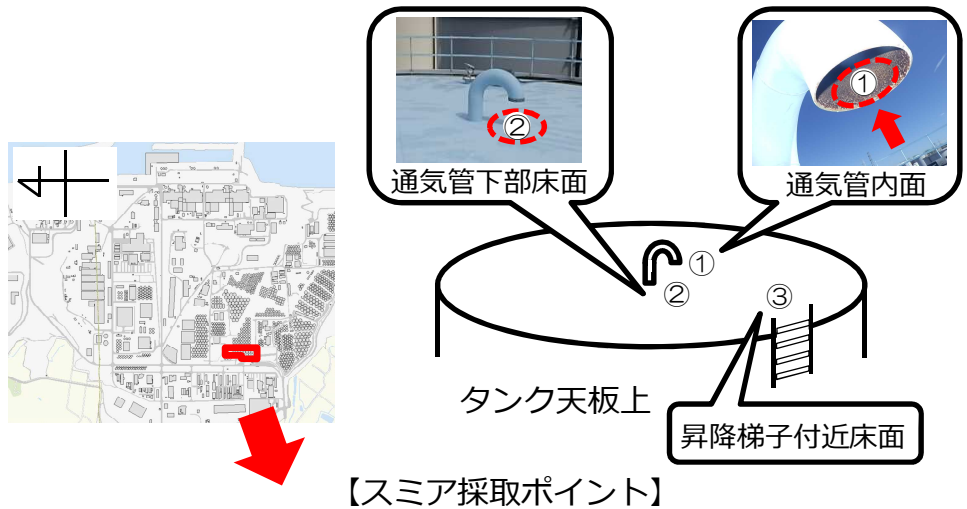 ②
通気管下部床面
①
通気管内面
①
②
③
タンク天板上
昇降梯子付近床面
【スミア採取ポイント】